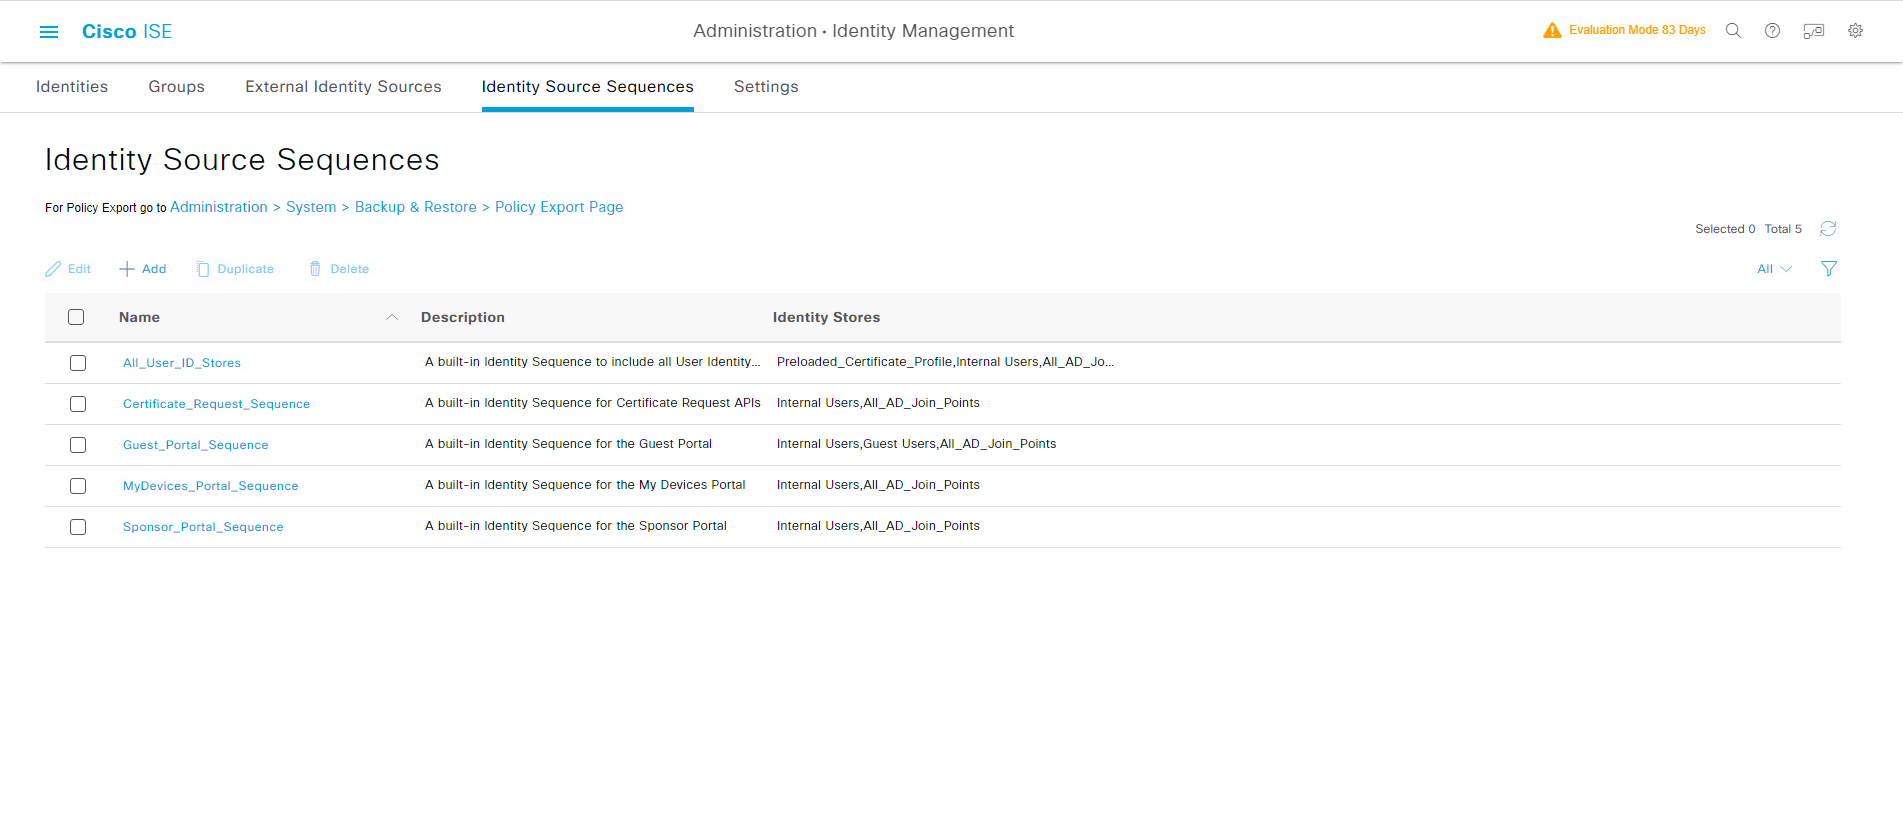 Cisco ISE
Administration · Identity Management
Evaluation Mode 83 Days
Identities Groups External Identity Sources Identity Source Sequences Settings
Identity Source Sequences
For Policy Export go to Administration > System > Backup & Restore > Policy Export Page
Selected 0 Total 5
Edit Add Duplicate Delete
All
Name Description Identity Stores
All_User_ID_Stores A built-in Identity Sequence to include all User Identity... Preloaded_Certificate_Profile,Internal Users,All_AD_Jo...
Certificate_Request_Sequence A built-in Identity Sequence for Certificate Request APIs Internal Users,All_AD_Join_Points
Guest_Portal_Sequence A built-in Identity Sequence for the Guest Portal Internal Users,Guest Users,All_AD_Join_Points
MyDevices_Portal_Sequence A built-in Identity Sequence for the My Devices Portal Internal Users,All_AD_Join_Points
Sponsor_Portal_Sequence A built-in Identity Sequence for the Sponsor Portal Internal Users,All_AD_Join_Points